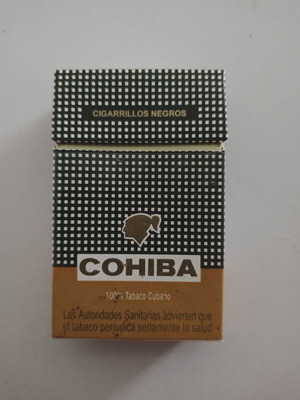 CIGARRILLOS NEGROS
COHIBA
100% Tabaco Cubano
Las Autoridades Sanitarias advierten que
el tabaco perjudica seriamente la salud